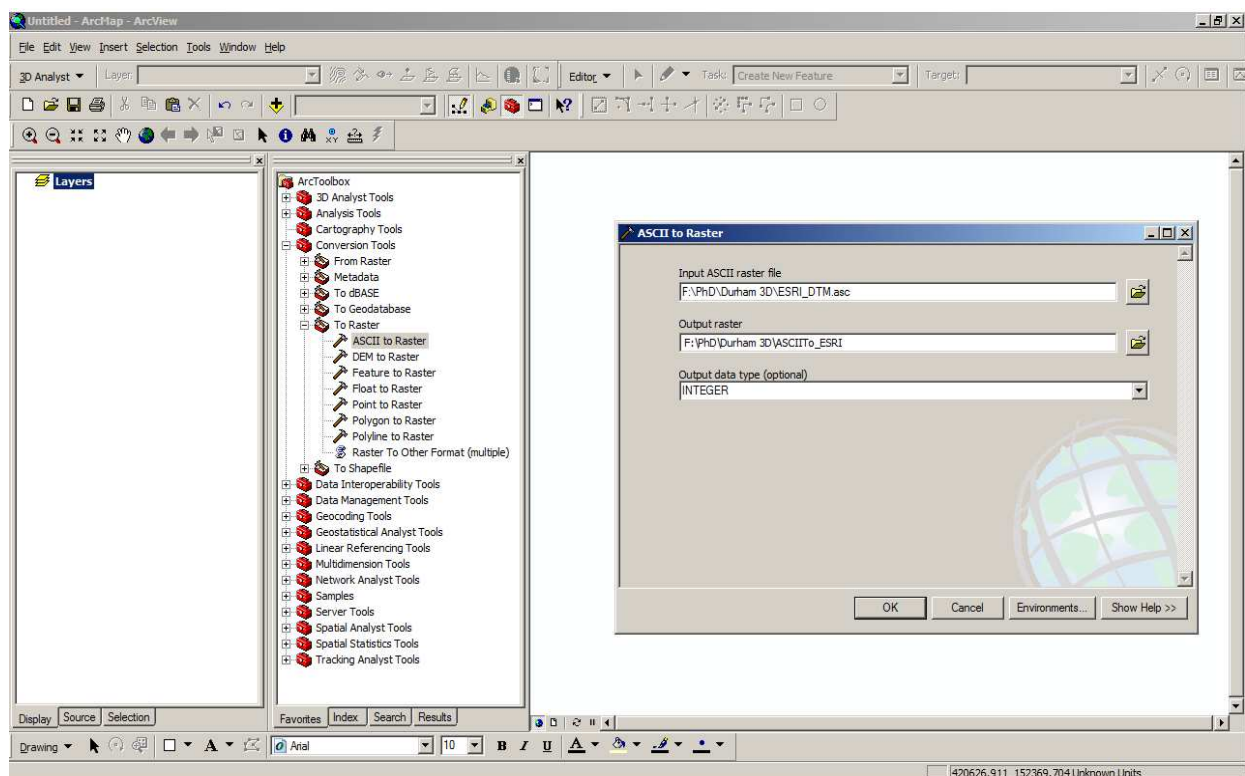 Untitled - ArcMap - ArcView
File Edit View Insert Selection Tools Window Help
3D Analyst Layer: Editor Task: Create New Feature Target:
Layers
ArcToolbox
3D Analyst Tools
Analysis Tools
Cartography Tools
Conversion Tools
From Raster
Metadata
To dBASE
To Geodatabase
To Raster
ASCII to Raster
DEM to Raster
Feature to Raster
Float to Raster
Point to Raster
Polygon to Raster
Polyline to Raster
Raster To Other Format (multiple)
To Shapefile
Data Interoperability Tools
Data Management Tools
Geocoding Tools
Geostatistical Analyst Tools
Linear Referencing Tools
Multidimension Tools
Network Analyst Tools
Samples
Server Tools
Spatial Analyst Tools
Spatial Statistics Tools
Tracking Analyst Tools
ASCII to Raster
Input ASCII raster file
F:\PhD\Durham 3D\ESRI_DTM.asc
Output raster
F:\PhD\Durham 3D\ASCIITo_ESRI
Output data type (optional)
INTEGER
OK Cancel Environments... Show Help >>
Display Source Selection
Favorites Index Search Results
Drawing A Arial 10 B I U A
420626.911 152369.704 Unknown Units